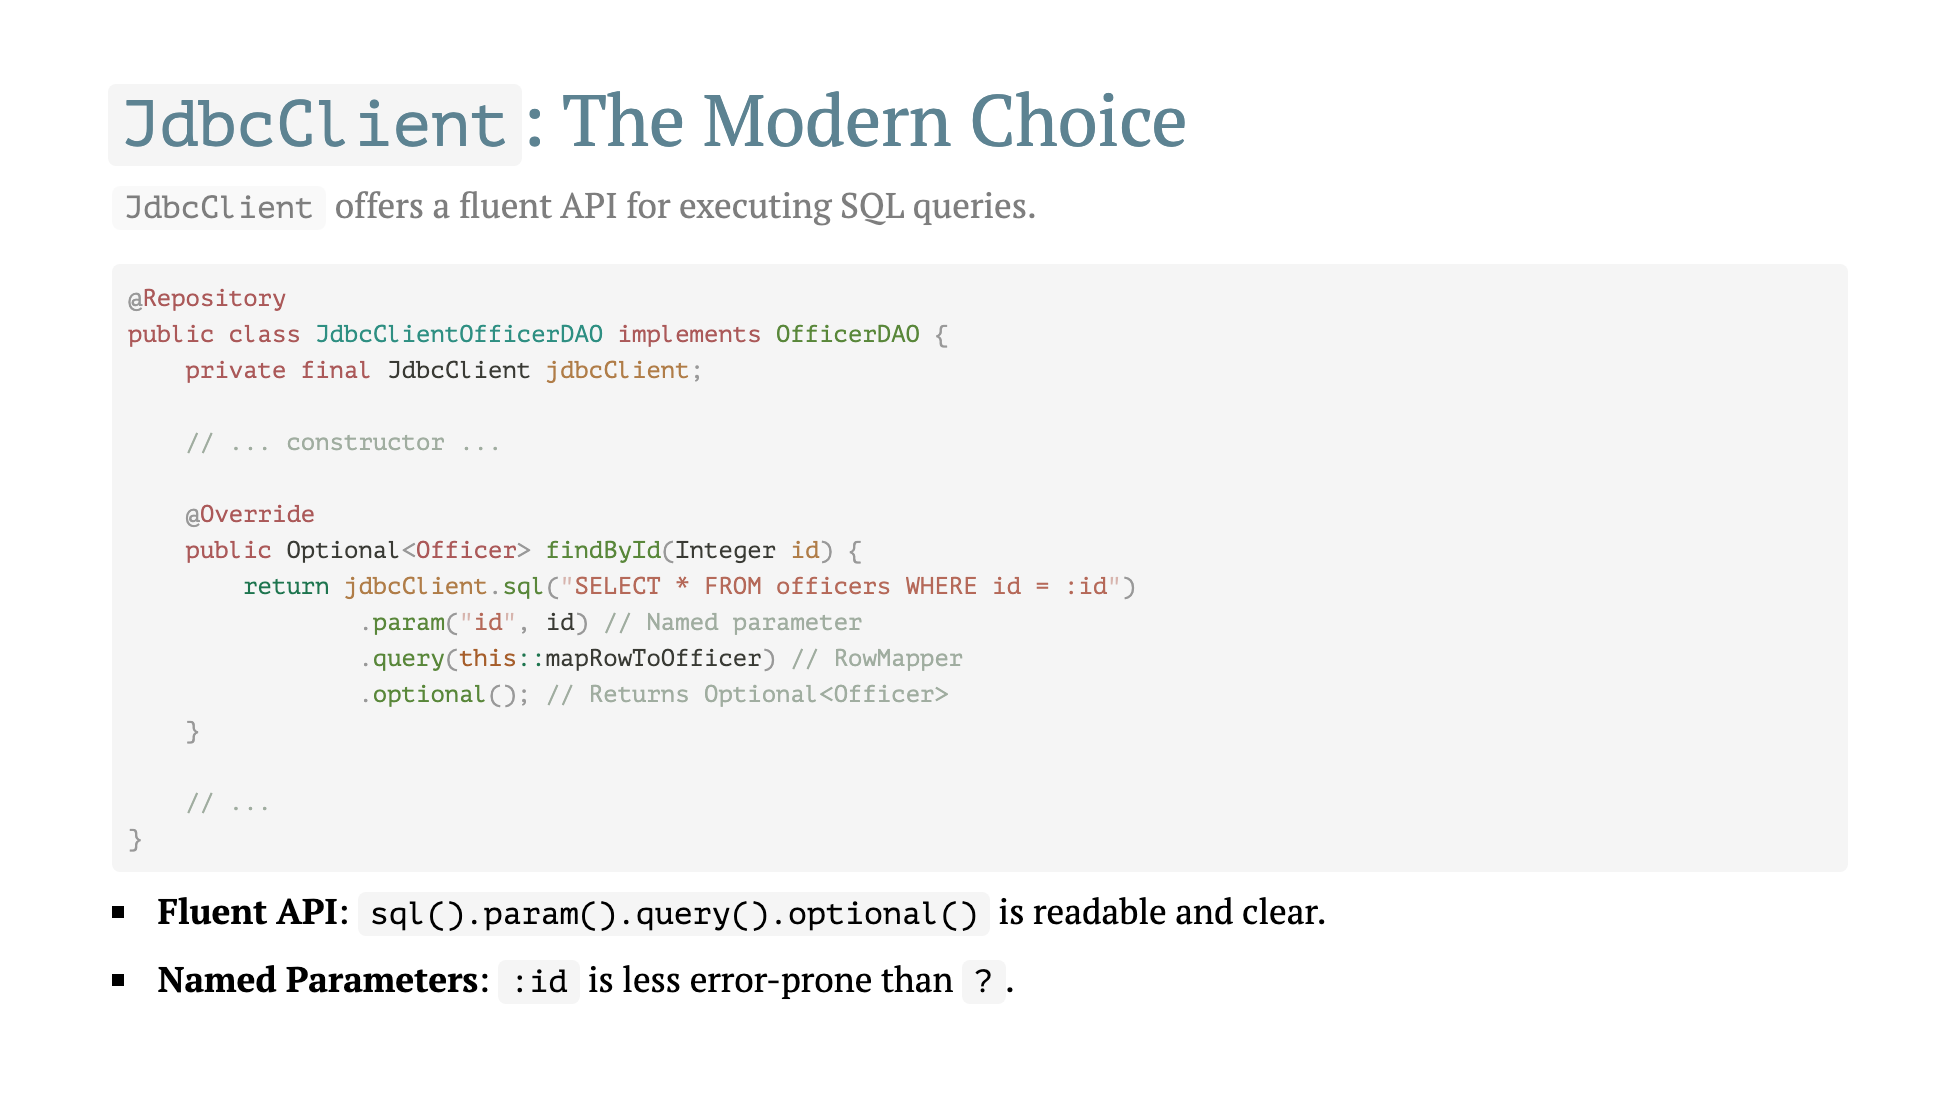 JdbcClient: The Modern Choice
JdbcClient offers a fluent API for executing SQL queries.
@Repository
public class JdbcClientOfficerDAO implements OfficerDAO {
    private final JdbcClient jdbcClient;
    // ... constructor ...
    @Override
    public Optional<Officer> findById(Integer id) {
        return jdbcClient.sql("SELECT * FROM officers WHERE id = :id")
                .param("id", id) // Named parameter
                .query(this::mapRowToOfficer) // RowMapper
                .optional(); // Returns Optional<Officer>
    }
    // ...
}
▪ Fluent API: sql().param().query().optional() is readable and clear.
▪ Named Parameters: :id is less error-prone than ?.